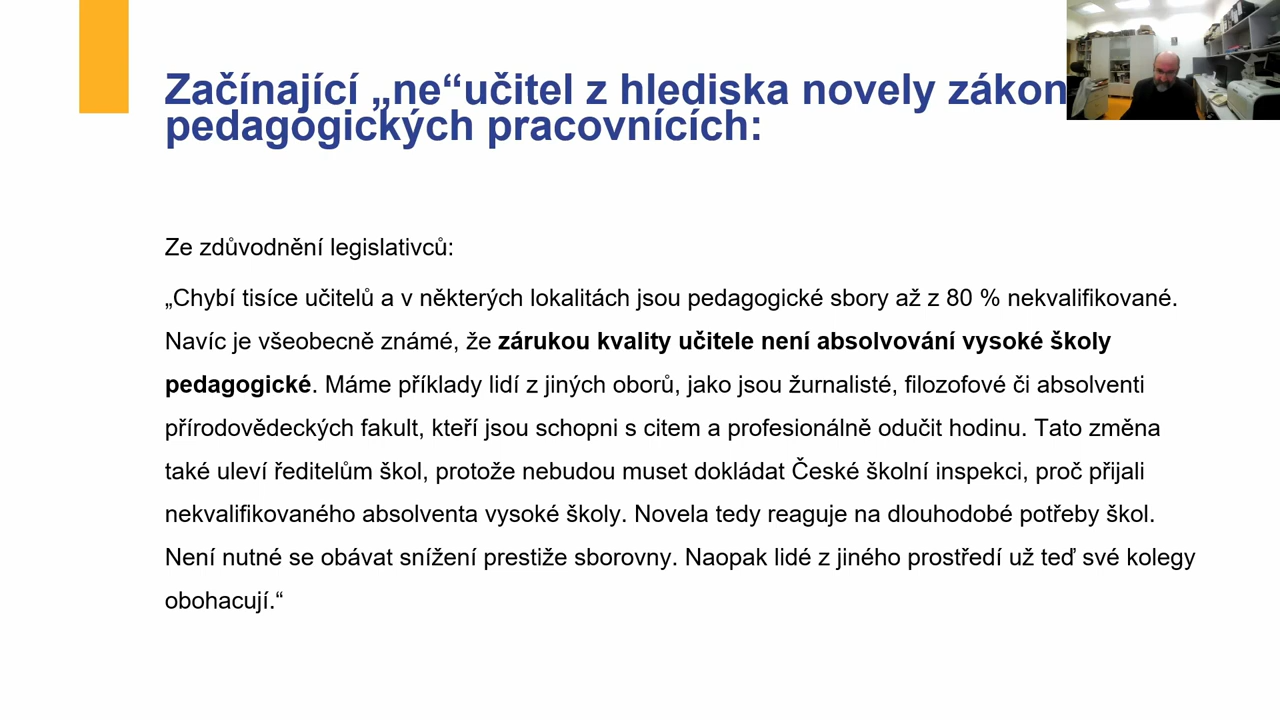 Začínající „ne“učitel z hlediska novely zákon
pedagogických pracovnících:
Ze zdůvodnění legislativců:
„Chybí tisíce učitelů a v některých lokalitách jsou pedagogické sbory až z 80 % nekvalifikované.
Navíc je všeobecně známé, že zárukou kvality učitele není absolvování vysoké školy
pedagogické. Máme příklady lidí z jiných oborů, jako jsou žurnalisté, filozofové či absolventi
přírodovědeckých fakult, kteří jsou schopni s citem a profesionálně odučit hodinu. Tato změna
také uleví ředitelům škol, protože nebudou muset dokládat České školní inspekci, proč přijali
nekvalifikovaného absolventa vysoké školy. Novela tedy reaguje na dlouhodobé potřeby škol.
Není nutné se obávat snížení prestiže sborovny. Naopak lidé z jiného prostředí už teď své kolegy
obohacují.“